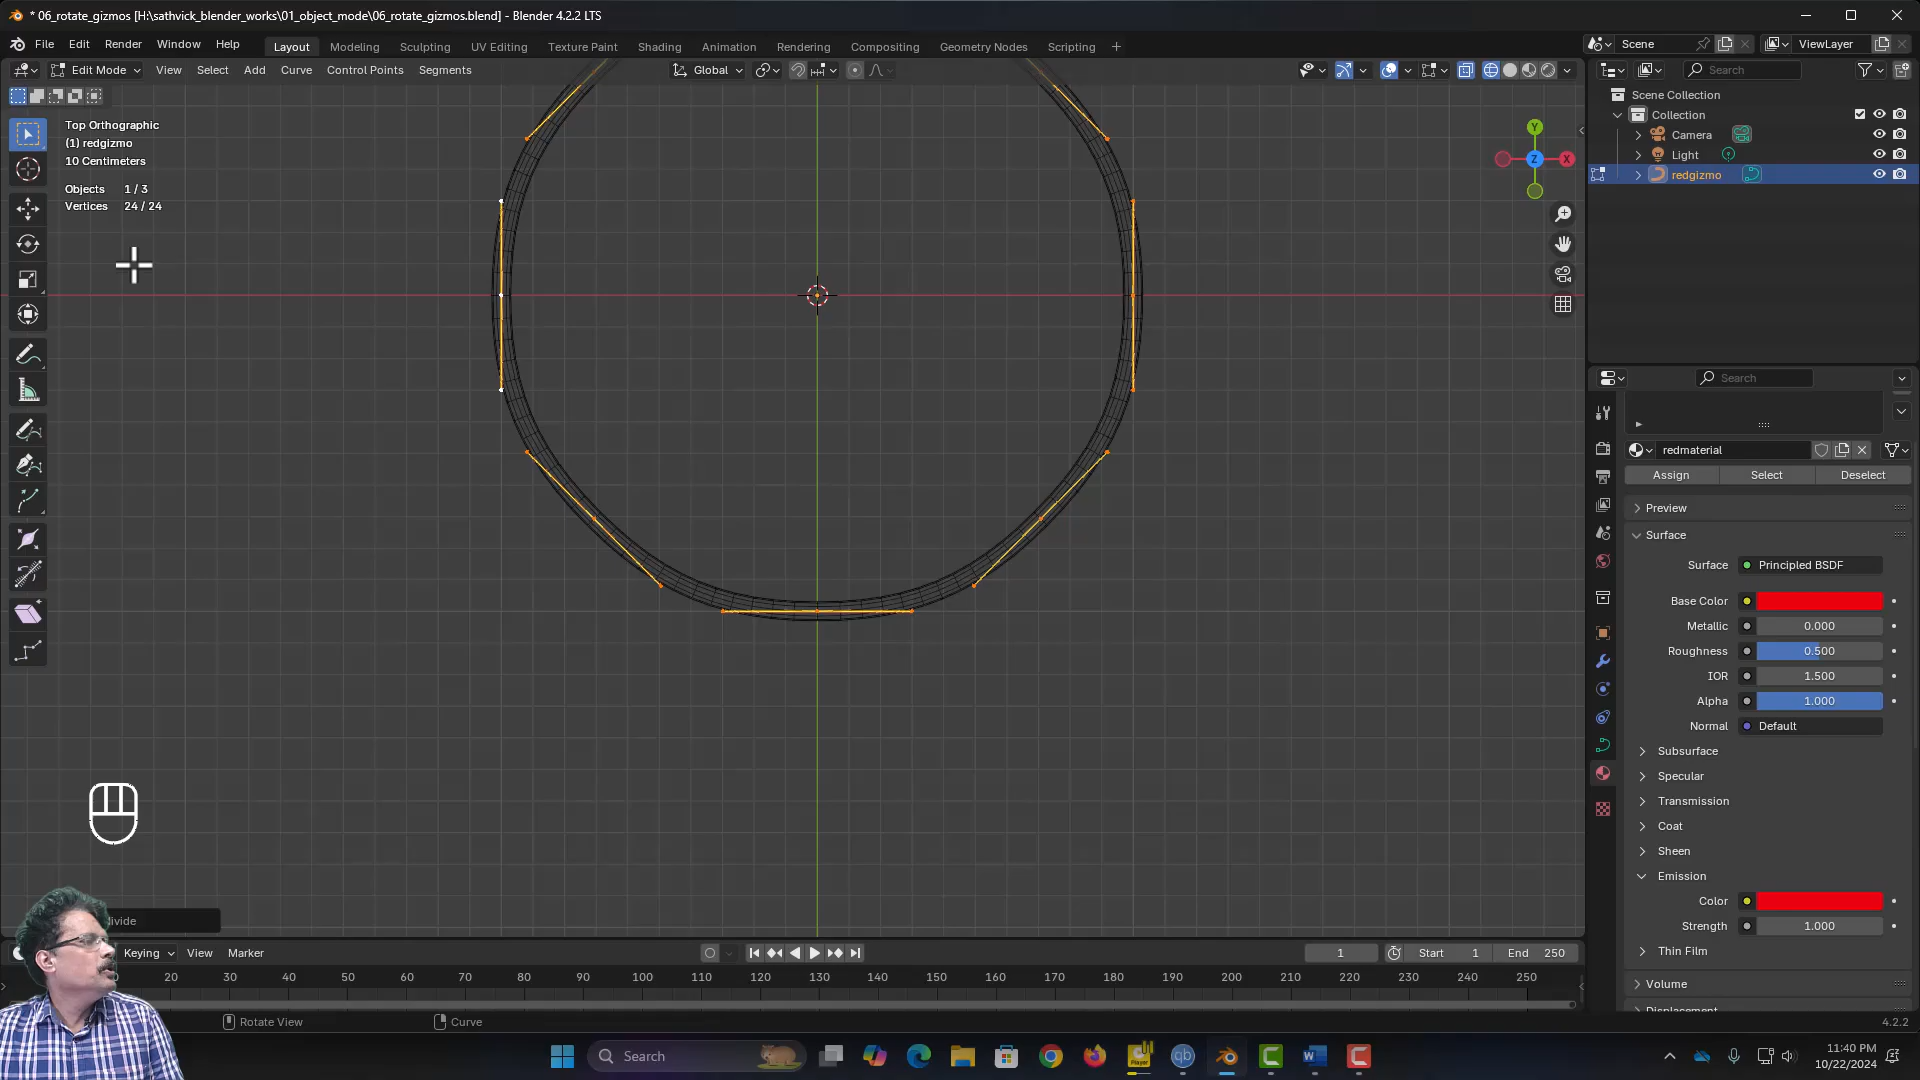 * 06_rotate_gizmos [H:\sathvick_blender_works\01_object_mode\06_rotate_gizmos.blend] - Blender 4.2.2 LTS
File Edit Render Window Help Layout Modeling Sculpting UV Editing Texture Paint Shading Animation Rendering Compositing Geometry Nodes Scripting + Scene ViewLayer
Edit Mode View Select Add Curve Control Points Segments Global Search
Top Orthographic
(1) redgizmo
10 Centimeters
Objects 1 / 3
Vertices 24 / 24
Y
Z X
Scene Collection
Collection
Camera
Light
redgizmo
Search
redmaterial
Assign Select Deselect
Preview
Surface
Surface Principled BSDF
Base Color
Metallic 0.000
Roughness 0.500
IOR 1.500
Alpha 1.000
Normal Default
Subsurface
Specular
Transmission
Coat
Sheen
Emission
Color
Strength 1.000
Thin Film
Volume
Displacement
ivide
Keying View Marker 1 Start 1 End 250
20 30 40 50 60 70 80 90 100 110 120 130 140 150 160 170 180 190 200 210 220 230 240 250
Rotate View Curve 4.2.2
Search
11:40 PM
10/22/2024